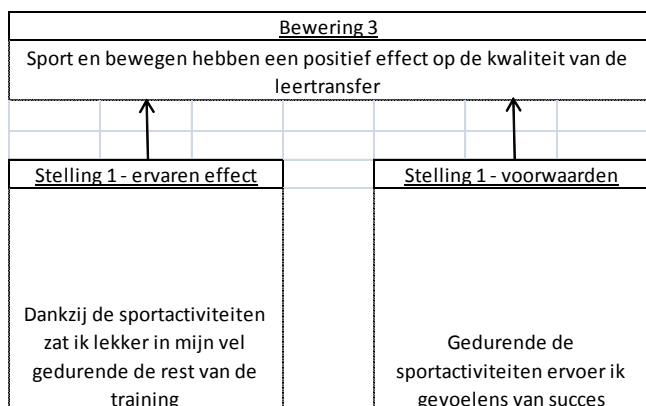 Bewering 3
Sport en bewegen hebben een positief effect op de kwaliteit van de
leertransfer
Stelling 1 - ervaren effect
Dankzij de sportactiviteiten
zat ik lekker in mijn vel
gedurende de rest van de
training
Stelling 1 - voorwaarden
Gedurende de
sportactiviteiten ervoer ik
gevoelens van succes